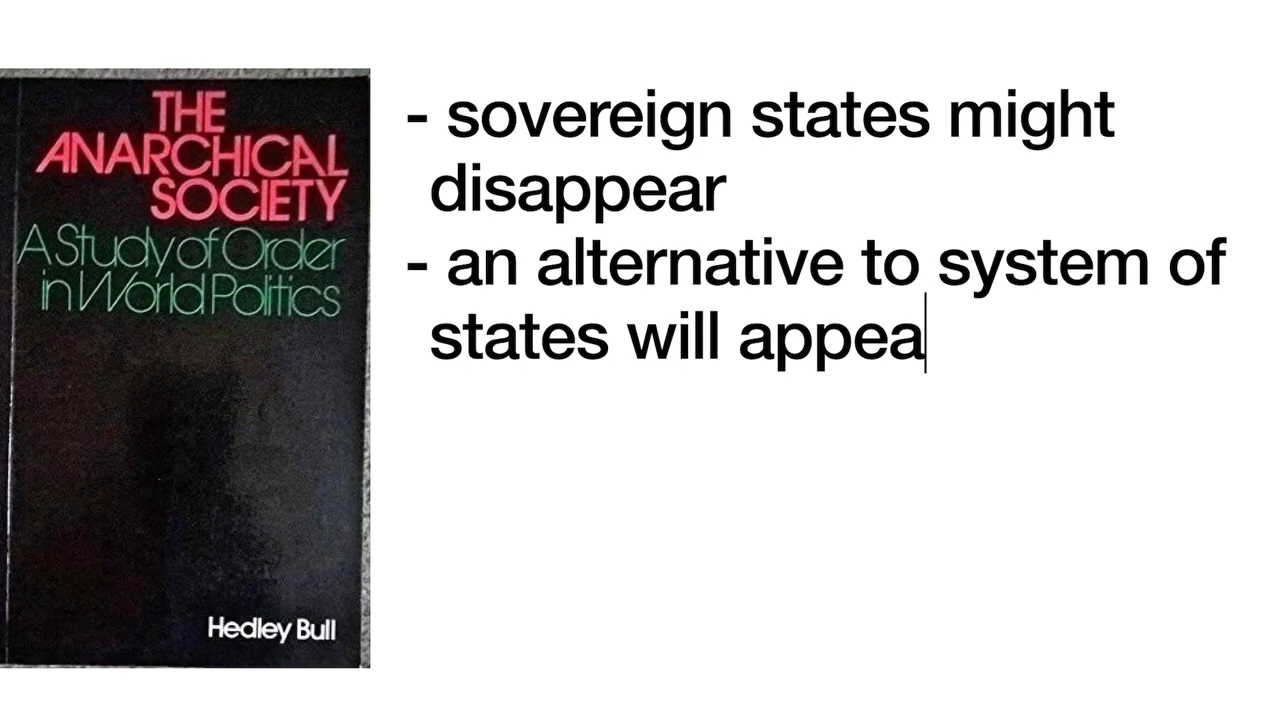 THE
ANARCHICAL
SOCIETY
A Study of Order
in World Politics
Hedley Bull
- sovereign states might
disappear
- an alternative to system of
states will appea